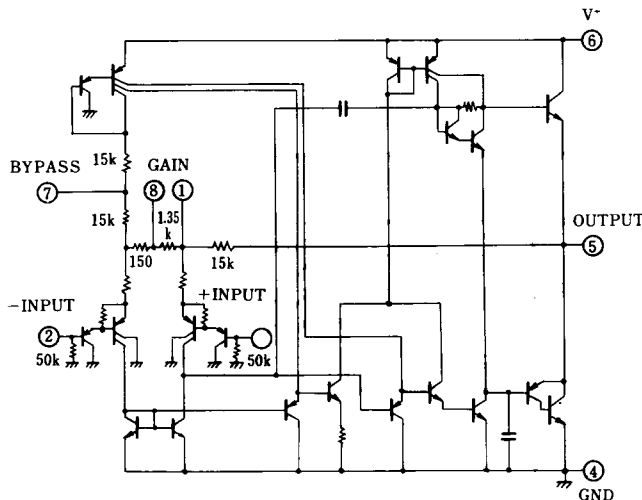 V⁺
⑥
15k
BYPASS
GAIN
⑦
⑧
①
15k
1.35
k
150
15k
OUTPUT
⑤
-INPUT
+INPUT
②
50k
50k
④
GND